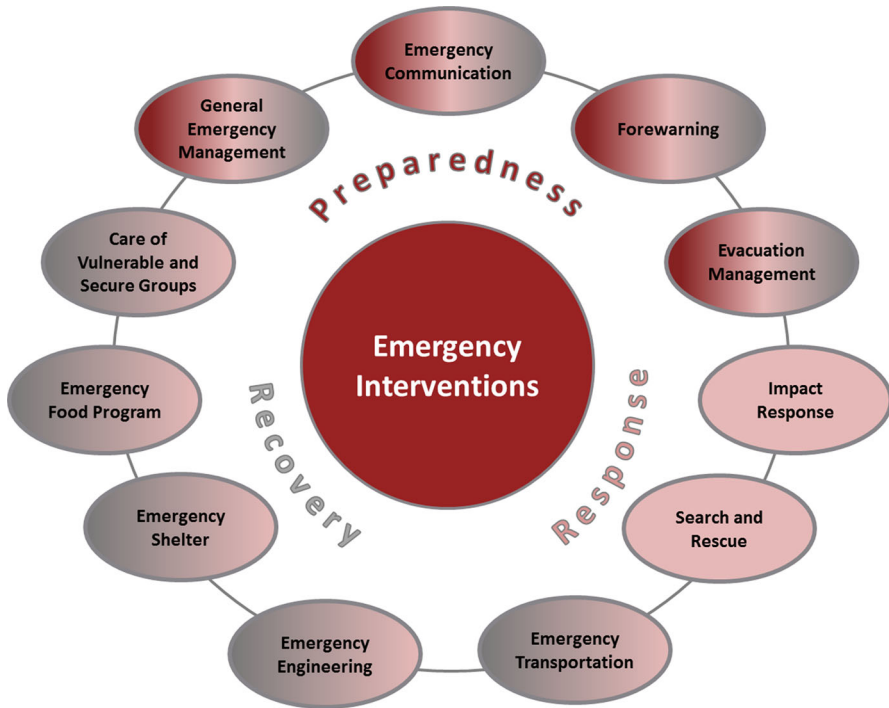 Emergency
Communication
Forewarning
Evacuation
Management
Impact
Response
Search and
Rescue
Emergency
Transportation
Emergency
Engineering
Emergency
Shelter
Emergency
Food Program
Care of
Vulnerable and
Secure Groups
General
Emergency
Management
Preparedness
Response
Recovery
Emergency
Interventions